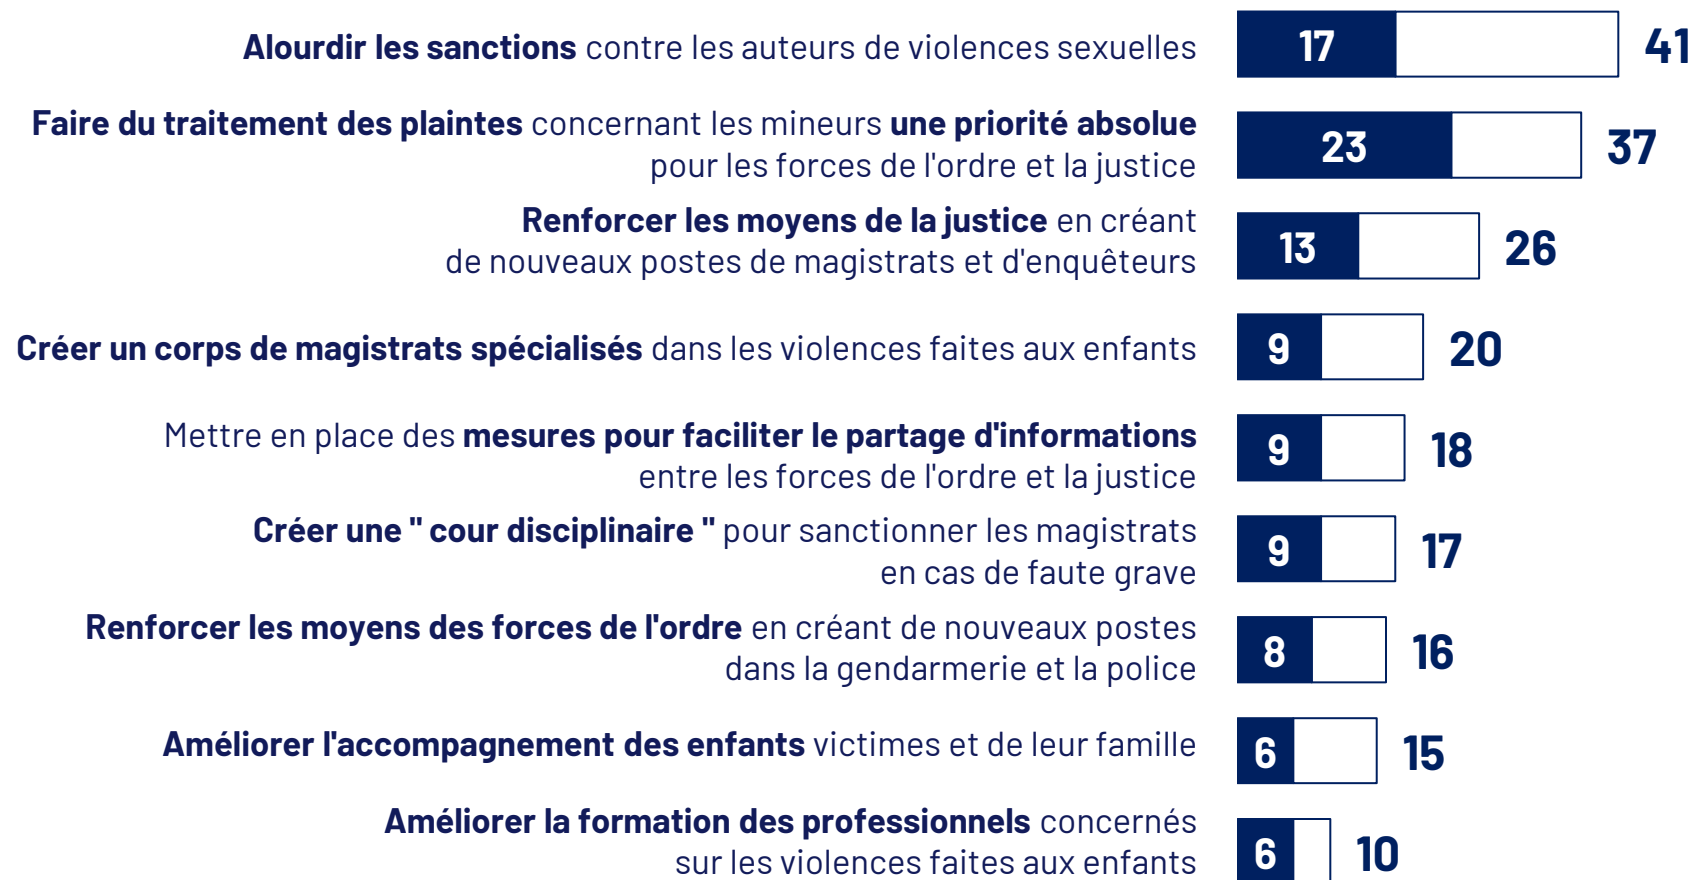 Alourdir les sanctions contre les auteurs de violences sexuelles 17 41
Faire du traitement des plaintes concernant les mineurs une priorité absolue
pour les forces de l'ordre et la justice 23 37
Renforcer les moyens de la justice en créant
de nouveaux postes de magistrats et d'enquêteurs 13 26
Créer un corps de magistrats spécialisés dans les violences faites aux enfants 9 20
Mettre en place des mesures pour faciliter le partage d'informations
entre les forces de l'ordre et la justice 9 18
Créer une " cour disciplinaire " pour sanctionner les magistrats
en cas de faute grave 9 17
Renforcer les moyens des forces de l'ordre en créant de nouveaux postes
dans la gendarmerie et la police 8 16
Améliorer l'accompagnement des enfants victimes et de leur famille 6 15
Améliorer la formation des professionnels concernés
sur les violences faites aux enfants 6 10